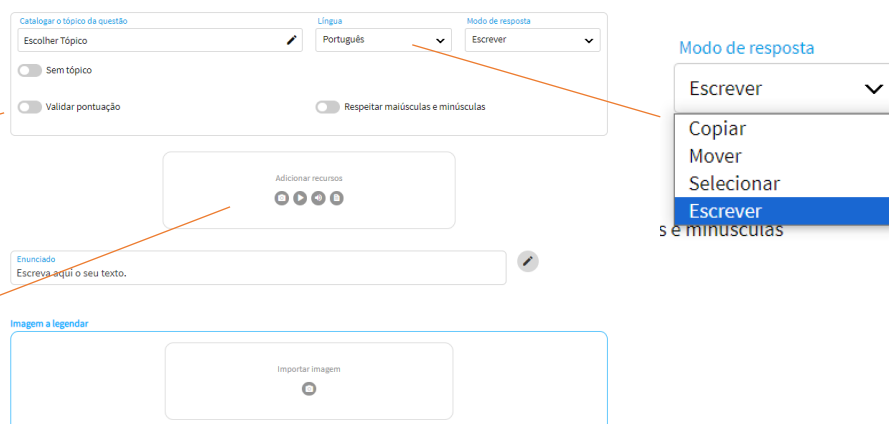 Catalogar o tópico da questão
Escolher Tópico
Língua
Português
Modo de resposta
Escrever
Sem tópico
Validar pontuação
Respeitar maiúsculas e minúsculas
Adicionar recursos
Enunciado
Escreva aqui o seu texto.
Imagem a legendar
Importar imagem
Modo de resposta
Escrever
Copiar
Mover
Selecionar
Escrever
s e minúsculas